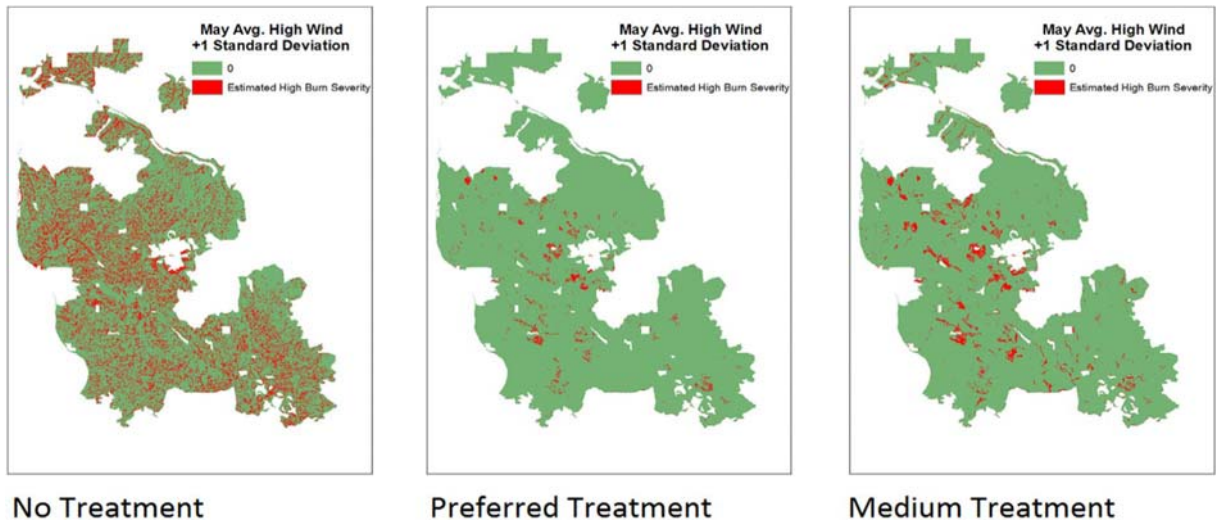 May Avg. High Wind
+1 Standard Deviation
0
Estimated High Burn Severity
No Treatment
May Avg. High Wind
+1 Standard Deviation
0
Estimated High Burn Severity
Preferred Treatment
May Avg. High Wind
+1 Standard Deviation
0
Estimated High Burn Severity
Medium Treatment